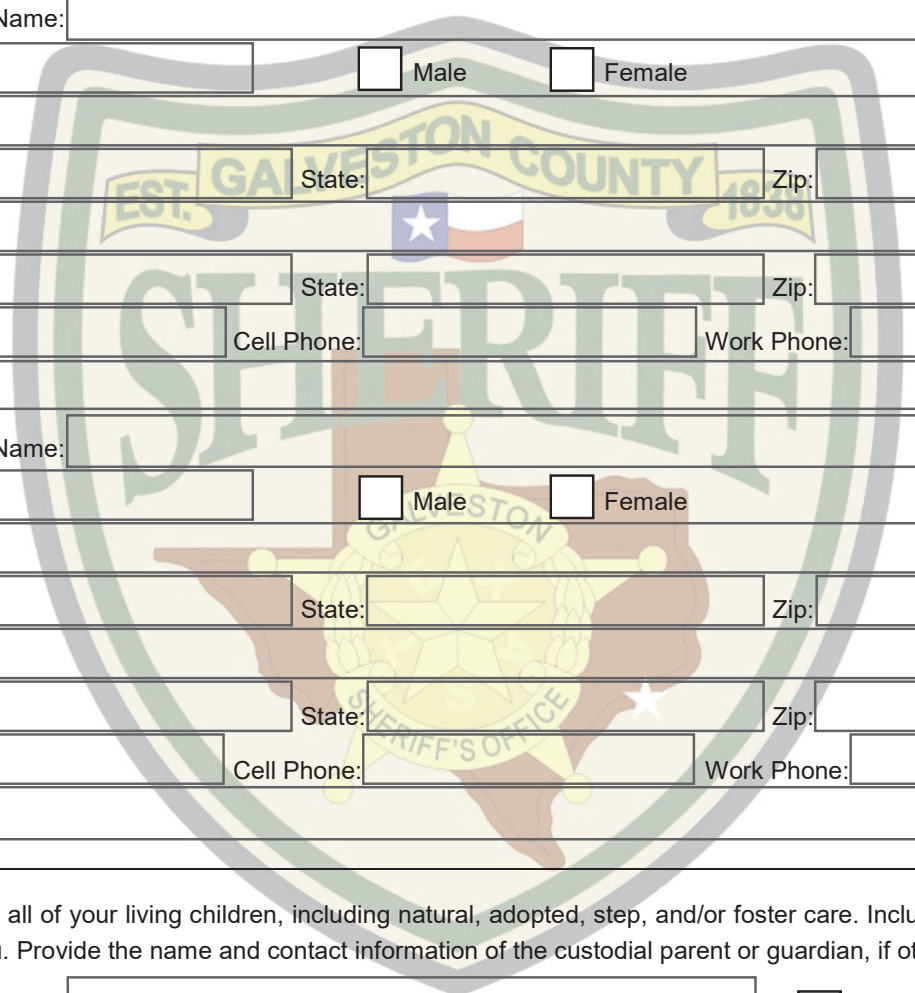 Name:
Male Female
GALVESTON COUNTY
EST. 1838
State: Zip:
SHERIFF
State: Zip:
Cell Phone: Work Phone:
Name:
Male Female
GALVESTON
TEXAS
State: Zip:
SHERIFF'S OFFICE
State: Zip:
Cell Phone: Work Phone:
all of your living children, including natural, adopted, step, and/or foster care.
. Provide the name and contact information of the custodial parent or guardian, if